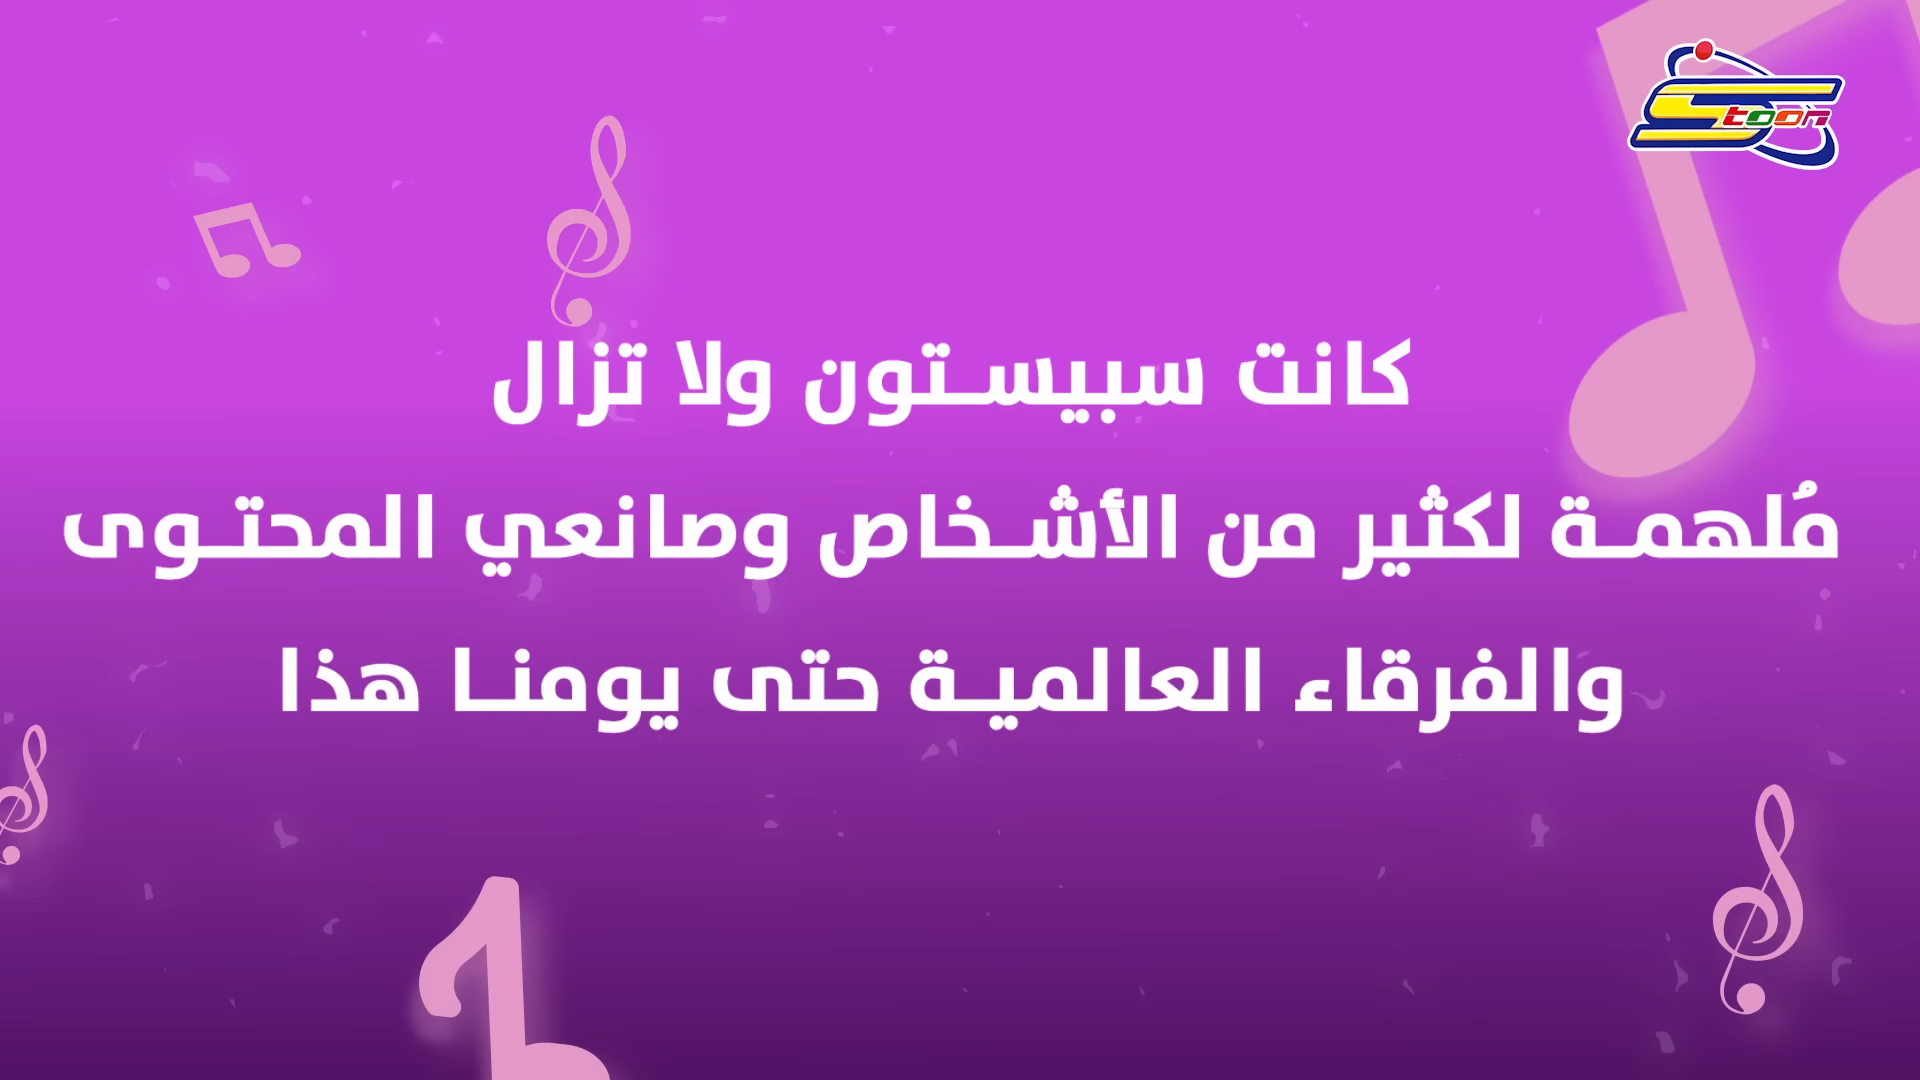 Stoon
كانت سبيستون ولا تزال
مُلهمة لكثير من الأشخاص وصانعي المحتوى
والفرقاء العالمية حتى يومنا هذا